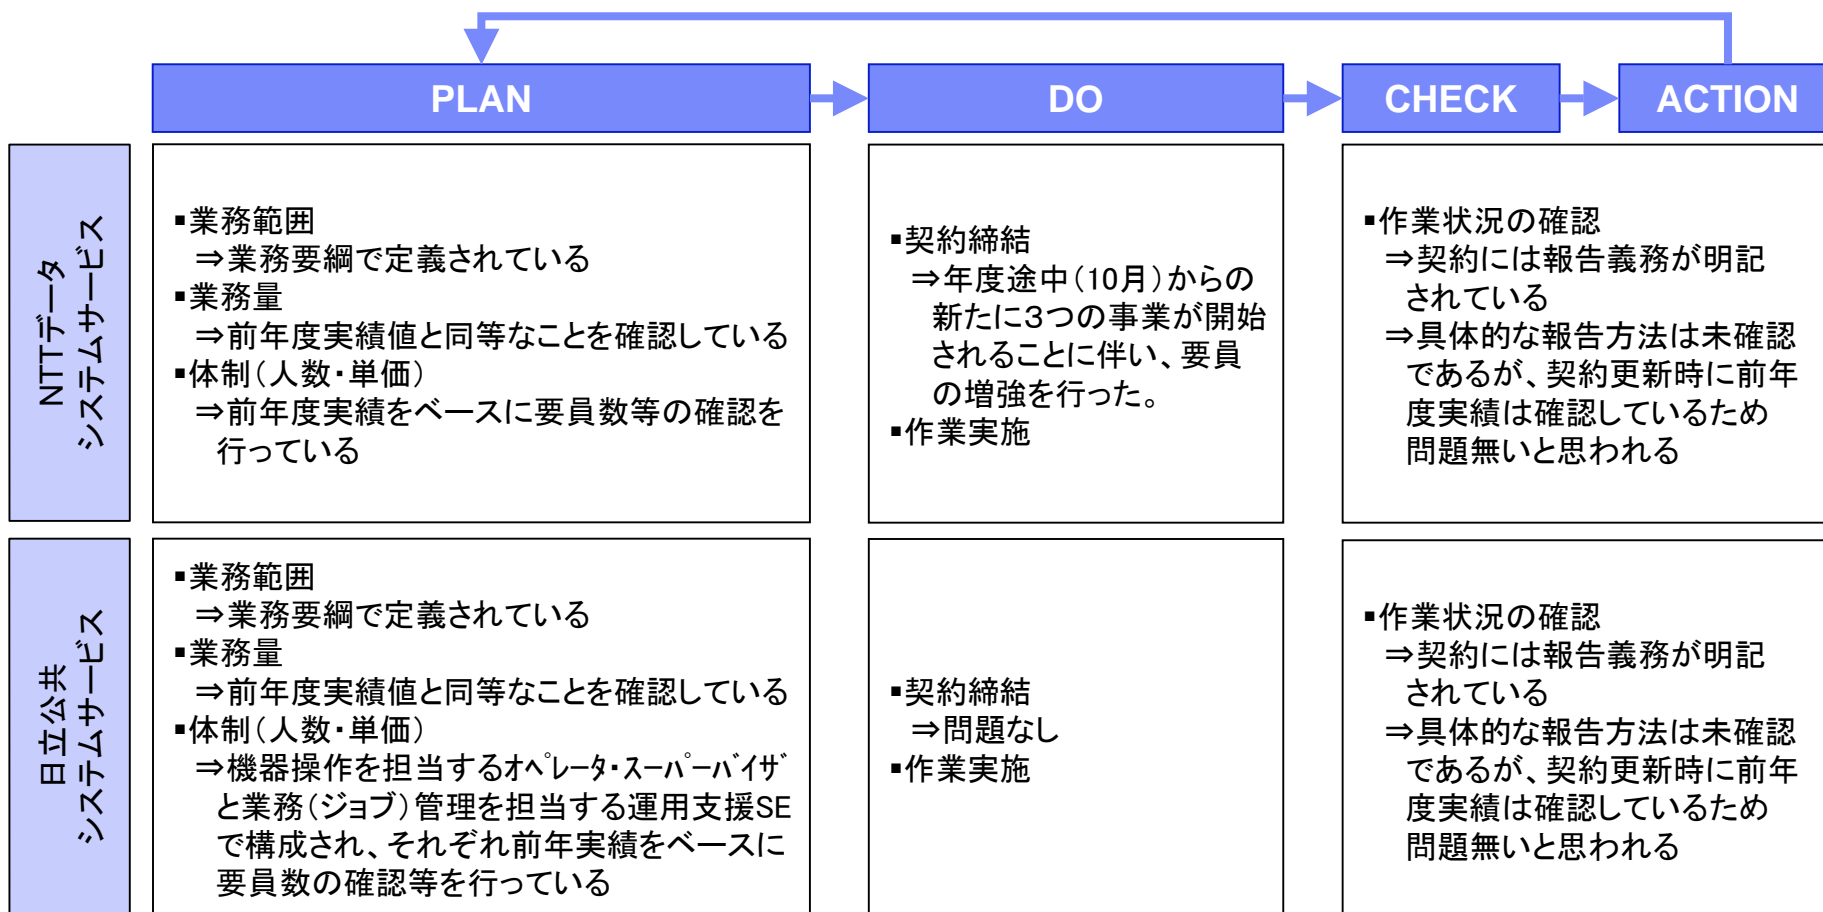 PLAN
DO
CHECK
ACTION
NTTデータ
システムサービス
▪業務範囲
⇒業務要綱で定義されている
▪業務量
⇒前年度実績値と同等なことを確認している
▪体制（人数・単価）
⇒前年度実績をベースに要員数等の確認を
行っている
▪契約締結
⇒年度途中（10月）からの
新たに３つの事業が開始
されることに伴い、要員
の増強を行った。
▪作業実施
▪作業状況の確認
⇒契約には報告義務が明記
されている
⇒具体的な報告方法は未確認
であるが、契約更新時に前年
度実績は確認しているため
問題無いと思われる
日立公共
システムサービス
▪業務範囲
⇒業務要綱で定義されている
▪業務量
⇒前年度実績値と同等なことを確認している
▪体制（人数・単価）
⇒機器操作を担当するｵﾍﾟﾚｰﾀ・ｽｰﾊﾟｰﾊﾞｲｻﾞ
と業務（ジョブ）管理を担当する運用支援SE
で構成され、それぞれ前年実績をベースに
要員数の確認等を行っている
▪契約締結
⇒問題なし
▪作業実施
▪作業状況の確認
⇒契約には報告義務が明記
されている
⇒具体的な報告方法は未確認
であるが、契約更新時に前年
度実績は確認しているため
問題無いと思われる